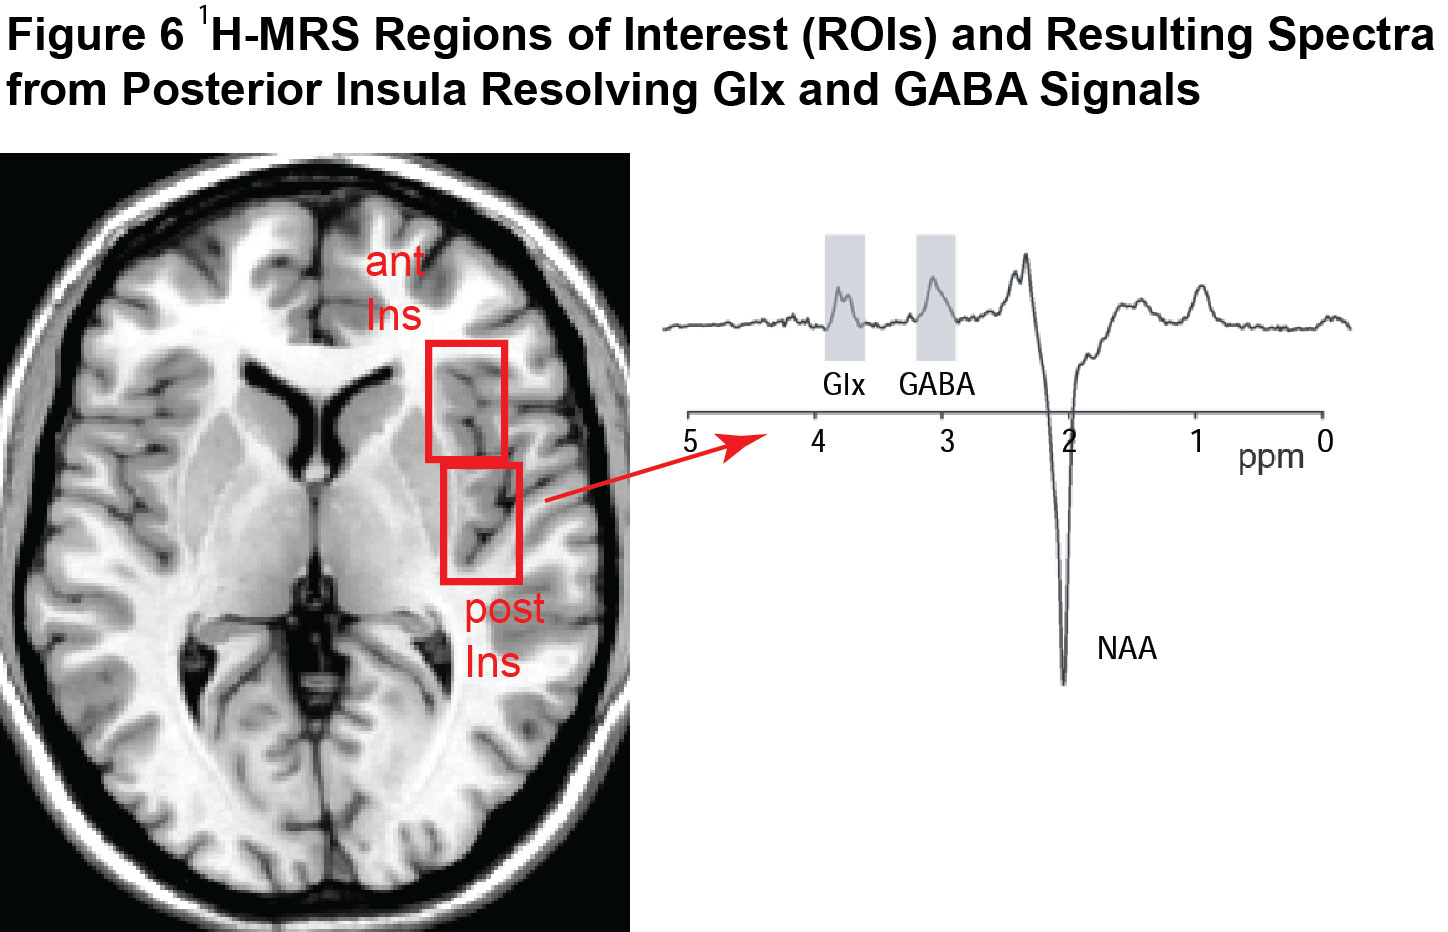 Figure 6 ¹H-MRS Regions of Interest (ROIs) and Resulting Spectra
from Posterior Insula Resolving Glx and GABA Signals
ant
Ins
post
Ins
Glx
GABA
5 4 3 2 1 0
ppm
NAA